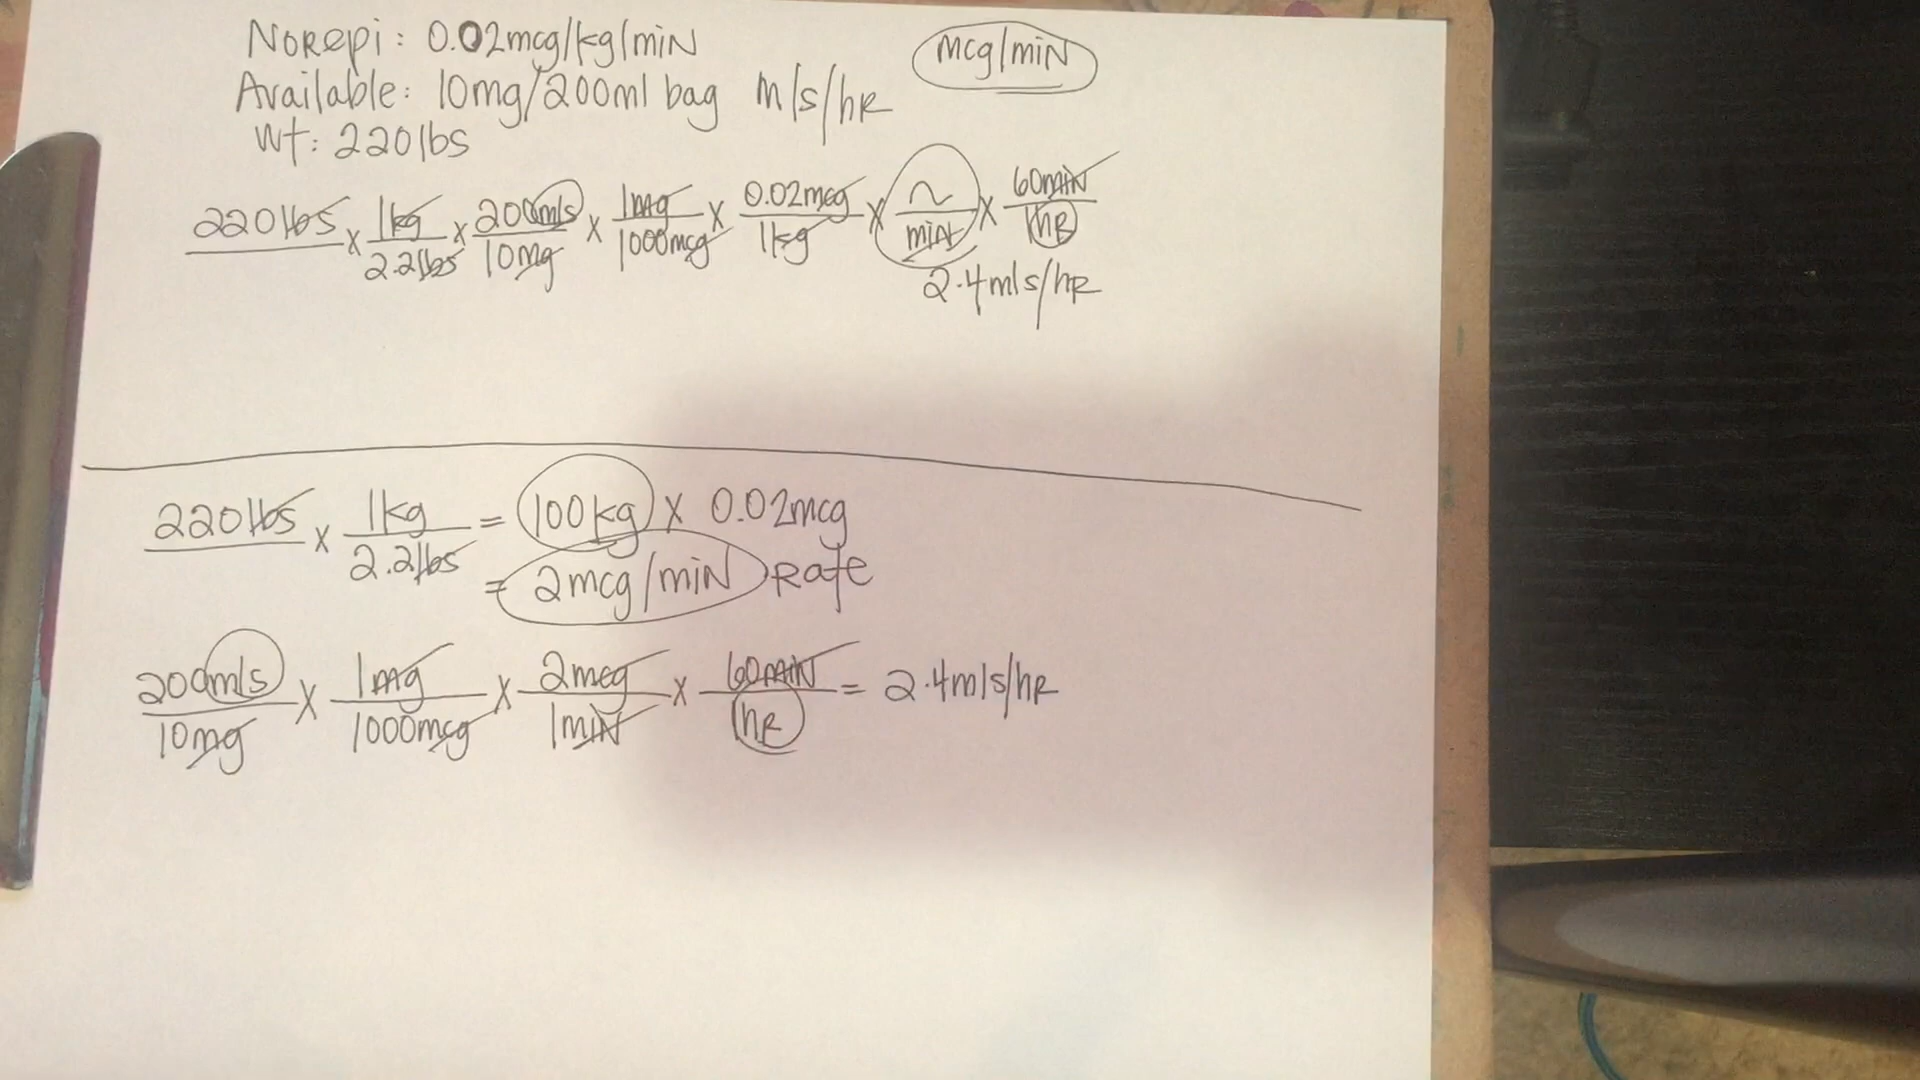 Norepi: 0.02mcg/kg/min
mcg/min
Available: 10mg/200ml bag mls/hr
Wt: 220lbs
220lbs x 1kg/2.2lbs x 200mls/10mg x 1mg/1000mcg x 0.02mcg/1kg x ~/min x 60min/1hr
2.4mls/hr
220lbs x 1kg/2.2lbs = 100kg x 0.02mcg
= 2mcg/min Rate
200mls/10mg x 1mg/1000mcg x 2mcg/1min x 60min/hr = 2.4mls/hr